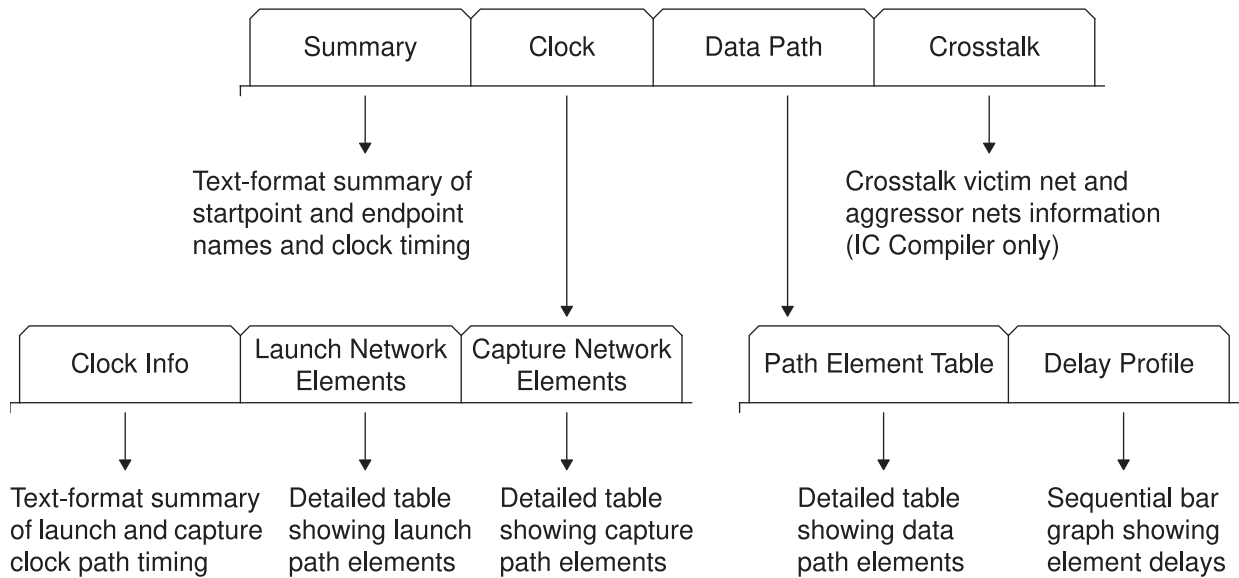 Summary
Clock
Data Path
Crosstalk
Text-format summary of
startpoint and endpoint
names and clock timing
Crosstalk victim net and
aggressor nets information
(IC Compiler only)
Clock Info
Launch Network
Elements
Capture Network
Elements
Path Element Table
Delay Profile
Text-format summary
of launch and capture
clock path timing
Detailed table
showing launch
path elements
Detailed table
showing capture
path elements
Detailed table
showing data
path elements
Sequential bar
graph showing
element delays